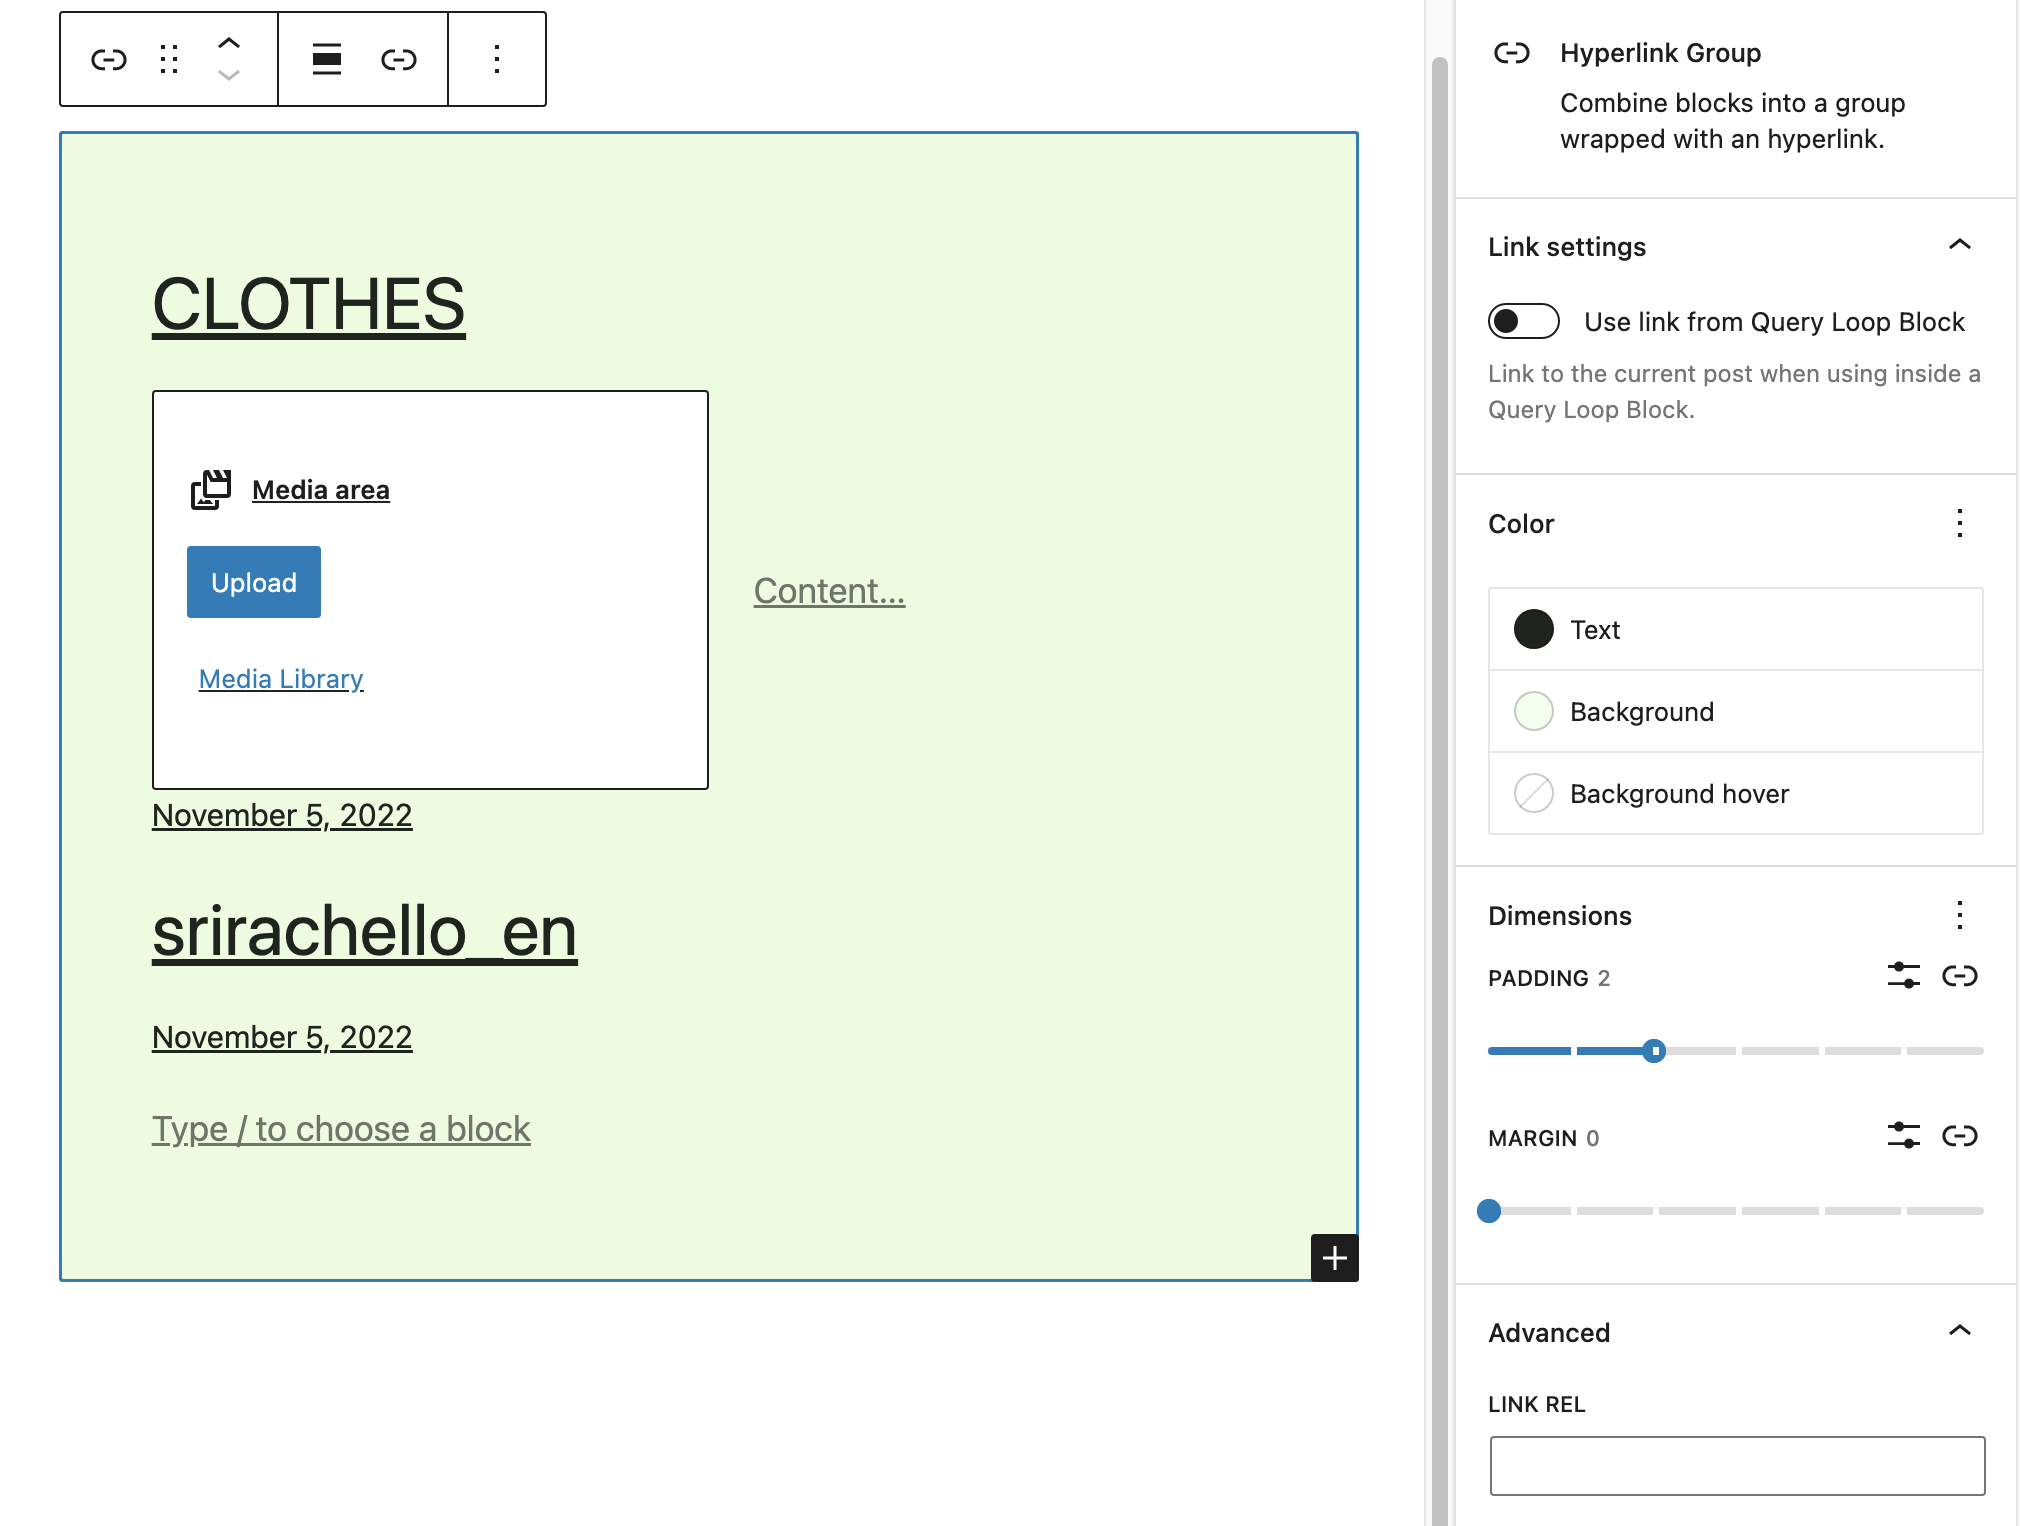 CLOTHES
Media area
Upload
Media Library
Content...
November 5, 2022
srirachello_en
November 5, 2022
Type / to choose a block
Hyperlink Group
Combine blocks into a group
wrapped with an hyperlink.
Link settings
Use link from Query Loop Block
Link to the current post when using inside a
Query Loop Block.
Color
Text
Background
Background hover
Dimensions
PADDING 2
MARGIN 0
Advanced
LINK REL